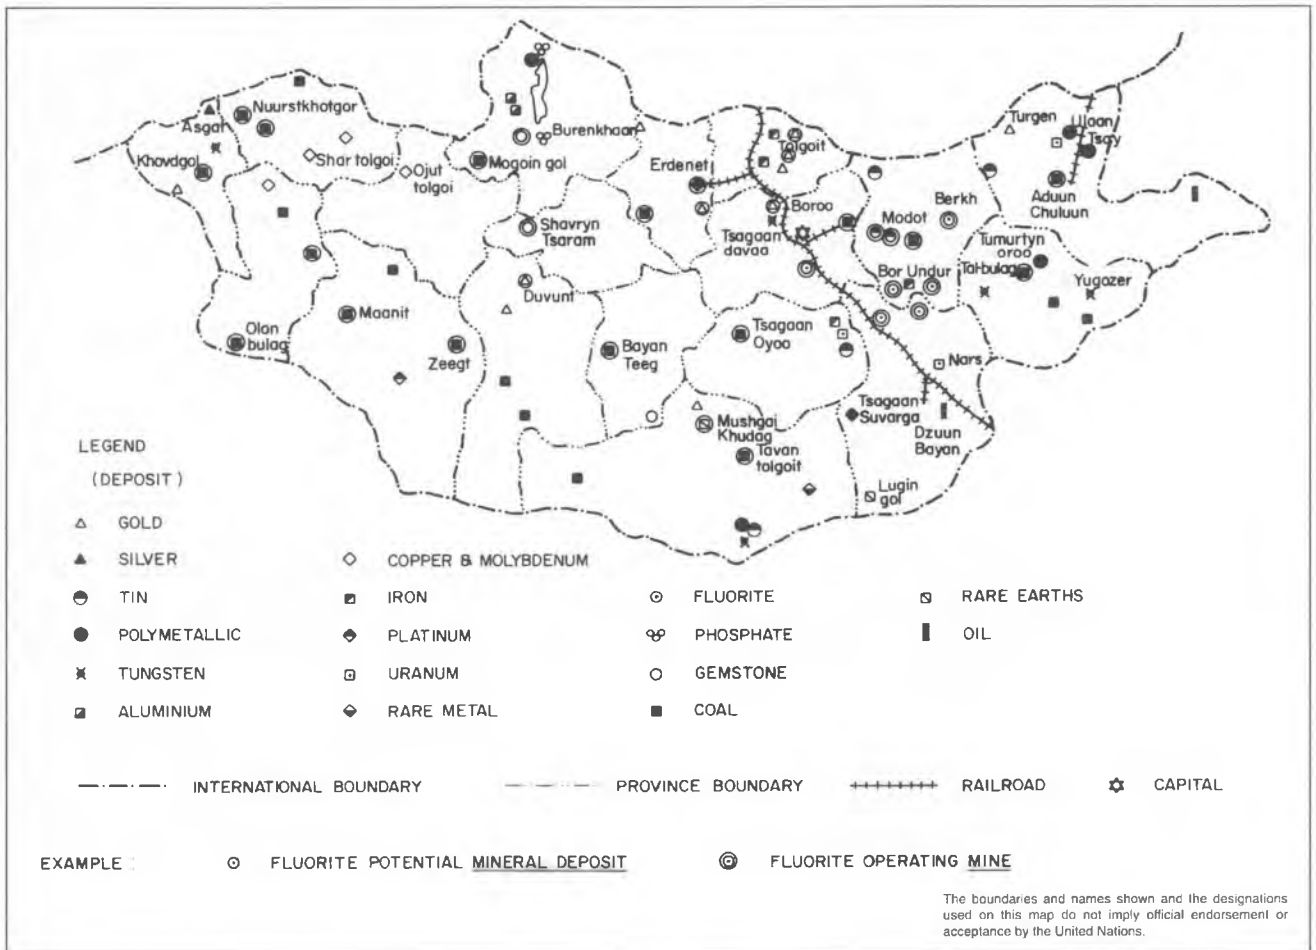 Nuurstkhotgor
Asgat
Khovdgol
Shar tolgoi
Ojut
tolgoi
Mogoin gol
Burenkhaan
Erdenet
Tolgoit
Boroo
Tsagaan
davaa
Modot
Berkh
Turgen
Ulaan
Tsav
Aduun
Chuluun
Tumurtyn
oroo
Tal-bulag
Yugozer
Bor Undur
Shavryn
Tsaram
Duvunt
Maanit
Olon
bulag
Zeegt
Bayan
Teeg
Tsagaan
Oyoo
Nars
Mushgai
Khudag
Tsagaan
Suvarga
Dzuun
Bayan
Tavan
tolgoit
Lugin
gol
LEGEND
(DEPOSIT)
GOLD
SILVER
COPPER & MOLYBDENUM
TIN
IRON
FLUORITE
RARE EARTHS
POLYMETALLIC
PLATINUM
PHOSPHATE
OIL
TUNGSTEN
URANUM
GEMSTONE
ALUMINIUM
RARE METAL
COAL
INTERNATIONAL BOUNDARY
PROVINCE BOUNDARY
RAILROAD
CAPITAL
EXAMPLE :
FLUORITE POTENTIAL MINERAL DEPOSIT
FLUORITE OPERATING MINE
The boundaries and names shown and the designations
used on this map do not imply official endorsement or
acceptance by the United Nations.